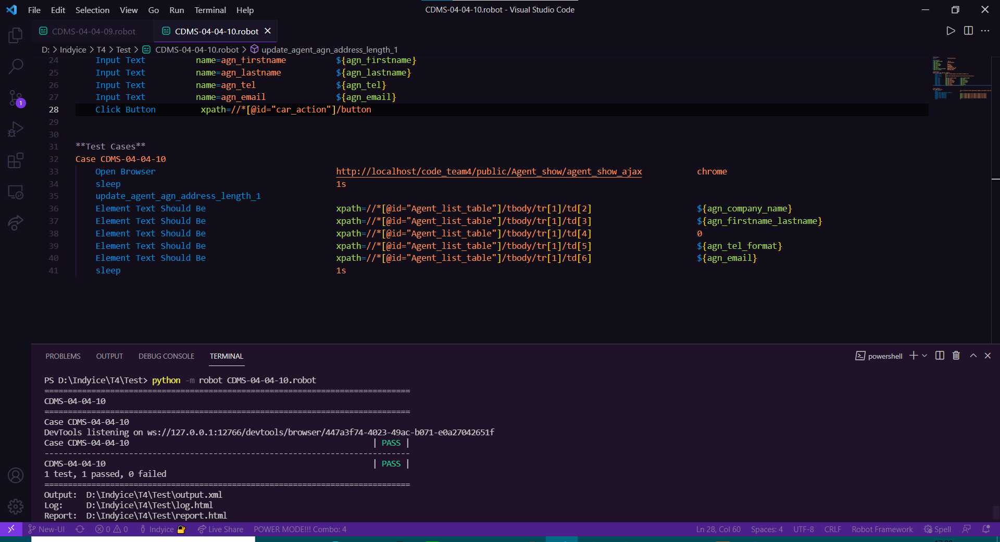 File Edit Selection View Go Run Terminal Help CDMS-04-04-10.robot - Visual Studio Code
CDMS-04-04-09.robot CDMS-04-04-10.robot
D: > Indyice > T4 > Test > CDMS-04-04-10.robot > update_agent_agn_address_length_1
24 Input Text name=agn_firstname ${agn_firstname}
25 Input Text name=agn_lastname ${agn_lastname}
26 Input Text name=agn_tel ${agn_tel}
27 Input Text name=agn_email ${agn_email}
28 Click Button xpath=//*[@id="car_action"]/button
29
30
31 **Test Cases**
32 Case CDMS-04-04-10
33 Open Browser http://localhost/code_team4/public/Agent_show/agent_show_ajax chrome
34 sleep 1s
35 update_agent_agn_address_length_1
36 Element Text Should Be xpath=//*[@id="Agent_list_table"]/tbody/tr[1]/td[2] ${agn_company_name}
37 Element Text Should Be xpath=//*[@id="Agent_list_table"]/tbody/tr[1]/td[3] ${agn_firstname_lastname}
38 Element Text Should Be xpath=//*[@id="Agent_list_table"]/tbody/tr[1]/td[4] 0
39 Element Text Should Be xpath=//*[@id="Agent_list_table"]/tbody/tr[1]/td[5] ${agn_tel_format}
40 Element Text Should Be xpath=//*[@id="Agent_list_table"]/tbody/tr[1]/td[6] ${agn_email}
41 sleep 1s
1
PROBLEMS OUTPUT DEBUG CONSOLE TERMINAL powershell
PS D:\Indyice\T4\Test> python -m robot CDMS-04-04-10.robot
==============================================================================
CDMS-04-04-10
==============================================================================
Case CDMS-04-04-10
DevTools listening on ws://127.0.0.1:12766/devtools/browser/447a3f74-4023-49ac-b071-e0a27042651f
Case CDMS-04-04-10 | PASS |
------------------------------------------------------------------------------
CDMS-04-04-10 | PASS |
1 test, 1 passed, 0 failed
==============================================================================
Output: D:\Indyice\T4\Test\output.xml
Log: D:\Indyice\T4\Test\log.html
Report: D:\Indyice\T4\Test\report.html
New-UI 0 0 Indyice Live Share POWER MODE!!! Combo: 4 Ln 28, Col 60 Spaces: 4 UTF-8 CRLF Robot Framework Spell